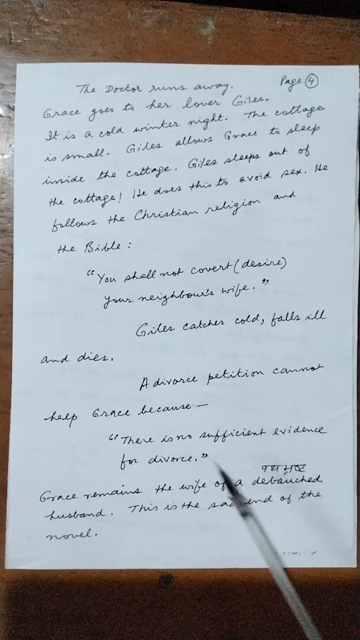 The Doctor runs away. Page 4
Grace goes to her lover Giles.
It is a cold winter night. The cottage
is small. Giles allows Grace to sleep
inside the cottage. Giles sleeps out of
the cottage! He does this to avoid sex. He
follows the Christian religion and
the Bible:
"You shall not covert (desire)
your neighbour's wife."
Giles catches cold, falls ill
and dies.
A divorce petition cannot
help Grace because—
"There is no sufficient evidence
for divorce."
पथभ्रष्ट
Grace remains the wife of a debauched
husband. This is the sad end of the
novel.